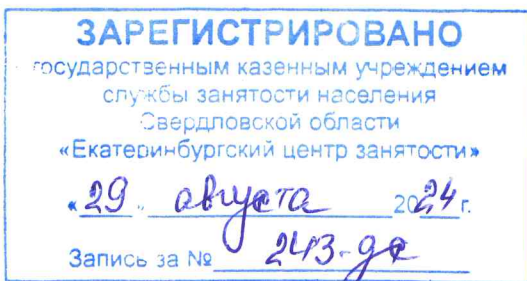 ЗАРЕГИСТРИРОВАНО
государственным казенным учреждением
службы занятости населения
Свердловской области
«Екатеринбургский центр занятости»
«29» августа 2024 г.
Запись за № 243-дс